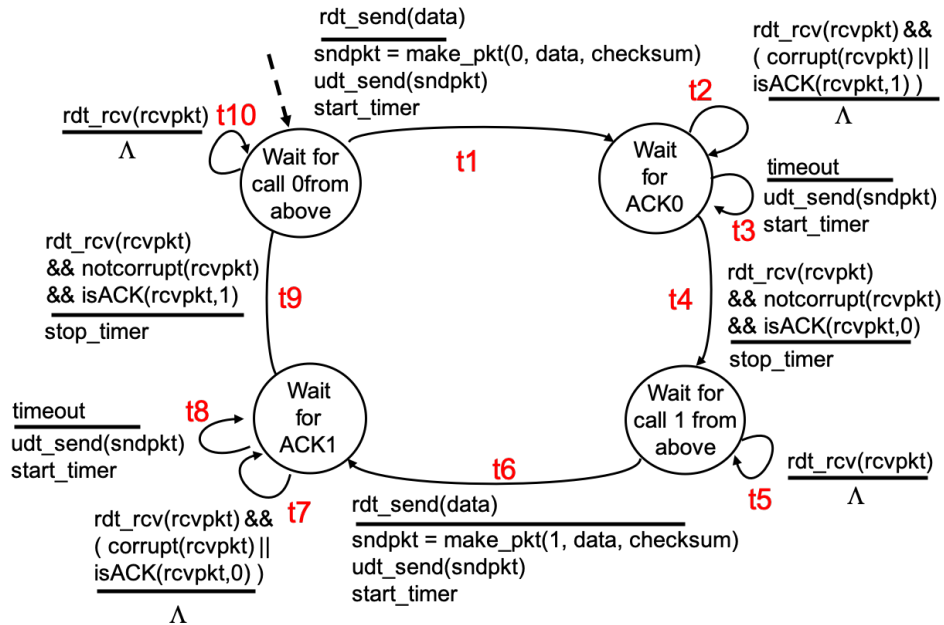 rdt_send(data)
sndpkt = make_pkt(0, data, checksum)
udt_send(sndpkt)
start_timer
rdt_rcv(rcvpkt) &&
( corrupt(rcvpkt) ||
isACK(rcvpkt,1) )
Λ
t2
rdt_rcv(rcvpkt)
Λ
t10
Wait for
call 0from
above
t1
Wait
for
ACK0
timeout
udt_send(sndpkt)
start_timer
t3
rdt_rcv(rcvpkt)
&& notcorrupt(rcvpkt)
&& isACK(rcvpkt,1)
stop_timer
t9
t4
rdt_rcv(rcvpkt)
&& notcorrupt(rcvpkt)
&& isACK(rcvpkt,0)
stop_timer
timeout
udt_send(sndpkt)
start_timer
t8
Wait
for
ACK1
t6
Wait for
call 1 from
above
t5
rdt_rcv(rcvpkt)
Λ
rdt_rcv(rcvpkt) &&
( corrupt(rcvpkt) ||
isACK(rcvpkt,0) )
Λ
t7
rdt_send(data)
sndpkt = make_pkt(1, data, checksum)
udt_send(sndpkt)
start_timer